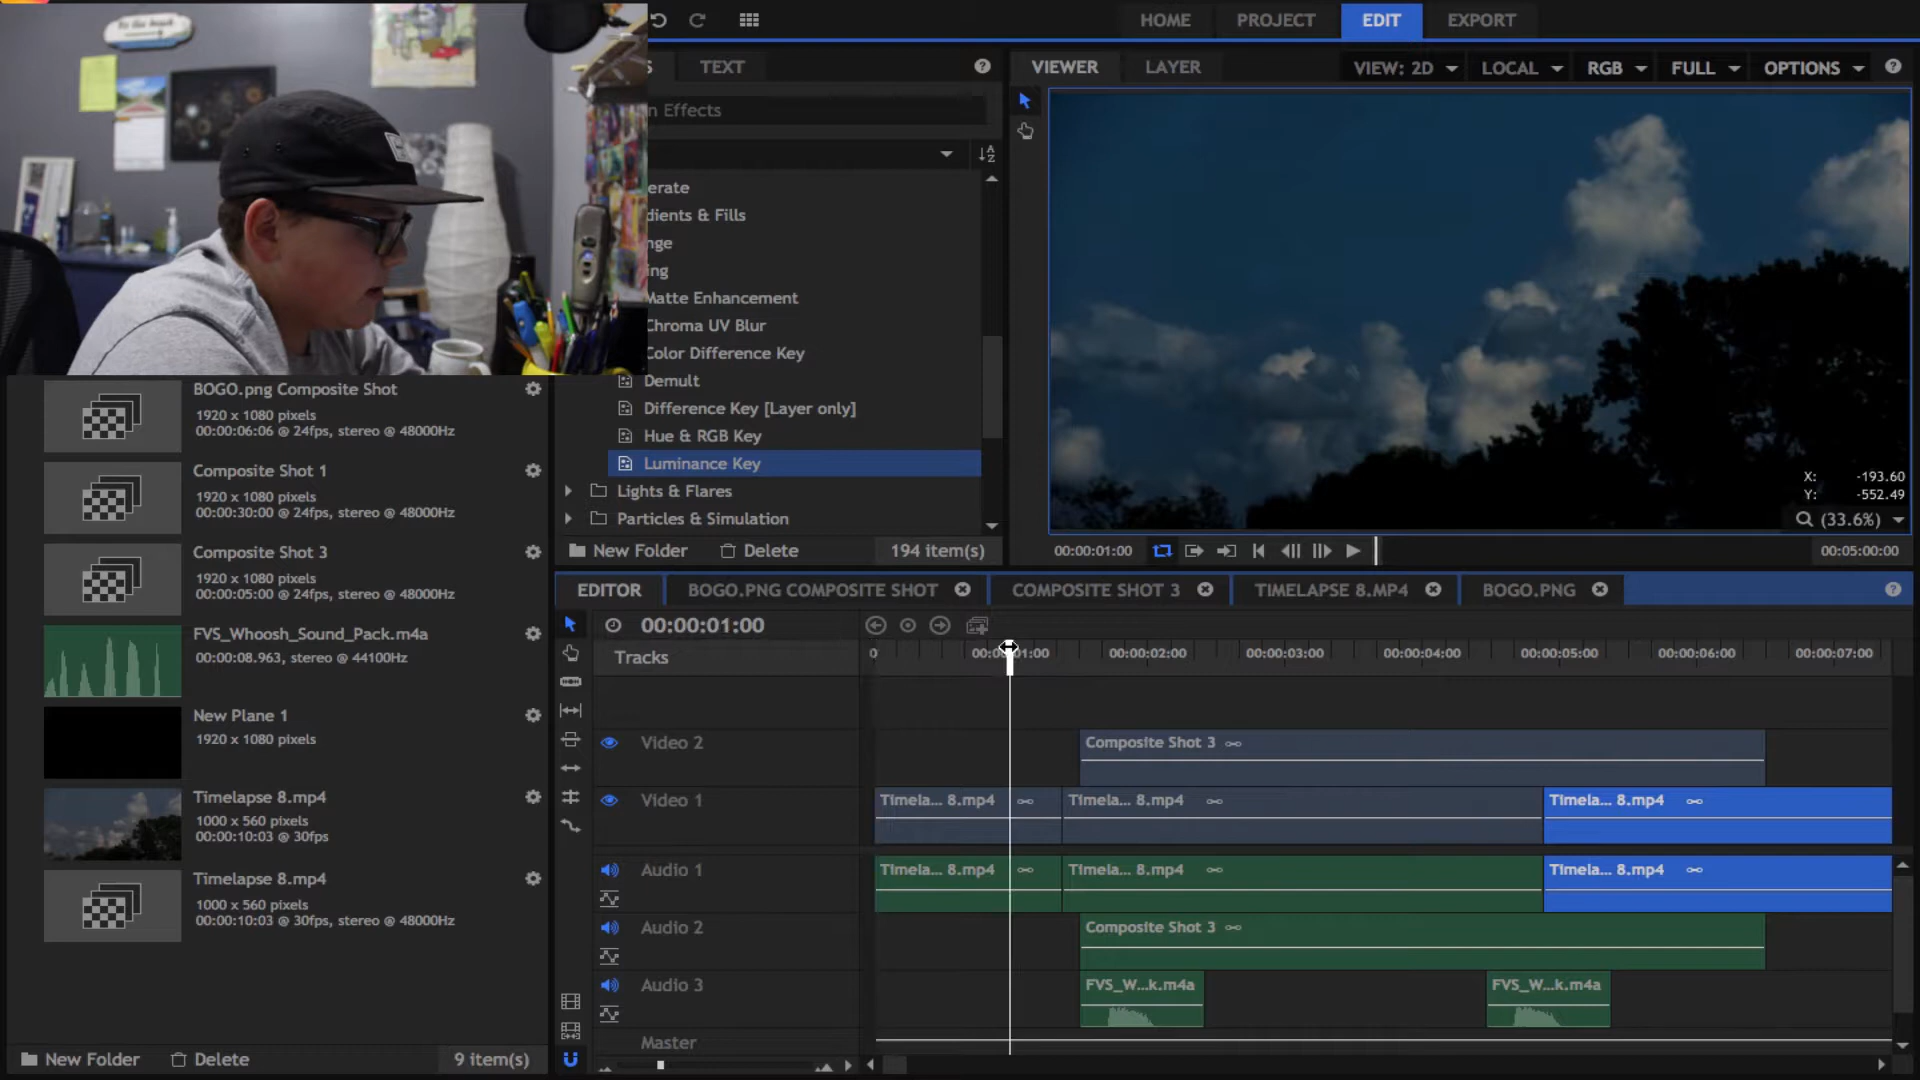 HOME
PROJECT
EDIT
EXPORT
S
TEXT
n Effects
VIEWER
LAYER
VIEW: 2D
LOCAL
RGB
FULL
OPTIONS
erate
dients & Fills
nge
ing
Matte Enhancement
Chroma UV Blur
Color Difference Key
Demult
Difference Key [Layer only]
Hue & RGB Key
Luminance Key
Lights & Flares
Particles & Simulation
New Folder
Delete
194 item(s)
X: -193.60
Y: -552.49
(33.6%)
00:00:01:00
00:05:00:00
BOGO.png Composite Shot
1920 x 1080 pixels
00:00:06:06 @ 24fps, stereo @ 48000Hz
Composite Shot 1
1920 x 1080 pixels
00:00:30:00 @ 24fps, stereo @ 48000Hz
Composite Shot 3
1920 x 1080 pixels
00:00:05:00 @ 24fps, stereo @ 48000Hz
FVS_Whoosh_Sound_Pack.m4a
00:00:08.963, stereo @ 44100Hz
New Plane 1
1920 x 1080 pixels
Timelapse 8.mp4
1000 x 560 pixels
00:00:10:03 @ 30fps
Timelapse 8.mp4
1000 x 560 pixels
00:00:10:03 @ 30fps, stereo @ 48000Hz
New Folder
Delete
9 item(s)
EDITOR
BOGO.PNG COMPOSITE SHOT
COMPOSITE SHOT 3
TIMELAPSE 8.MP4
BOGO.PNG
00:00:01:00
Tracks
0
00:00:01:00
00:00:02:00
00:00:03:00
00:00:04:00
00:00:05:00
00:00:06:00
00:00:07:00
Video 2
Composite Shot 3
Video 1
Timela... 8.mp4
Timela... 8.mp4
Timela... 8.mp4
Audio 1
Timela... 8.mp4
Timela... 8.mp4
Timela... 8.mp4
Audio 2
Composite Shot 3
Audio 3
FVS_W...k.m4a
FVS_W...k.m4a
Master